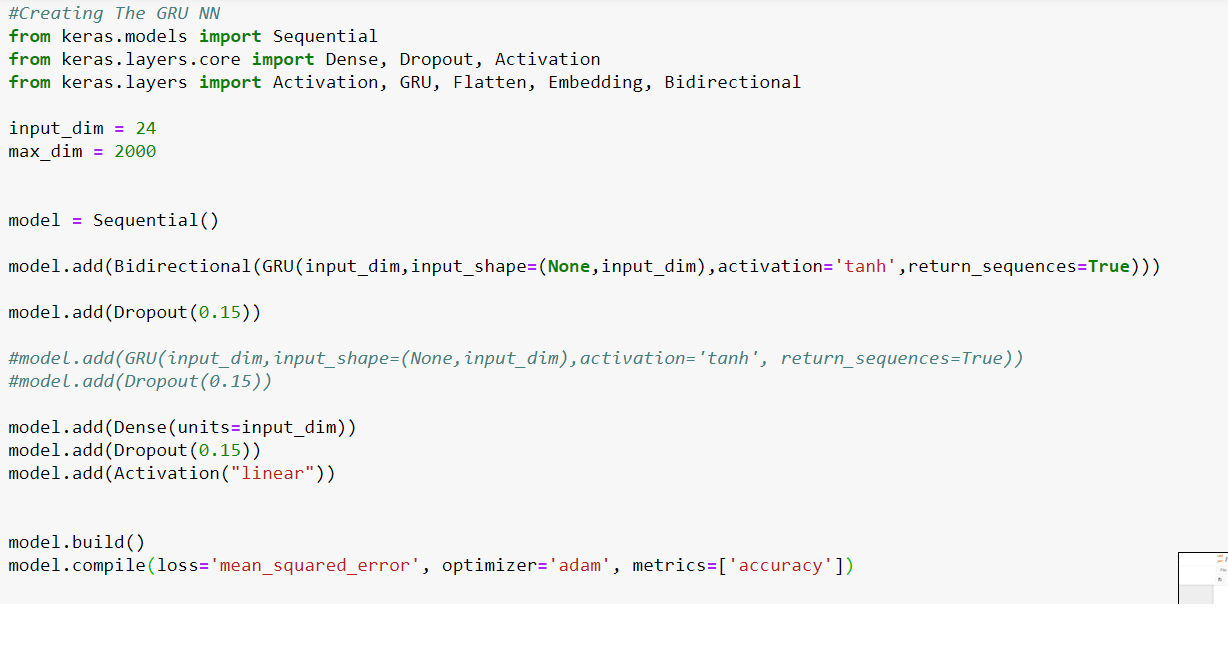 #Creating The GRU NN
from keras.models import Sequential
from keras.layers.core import Dense, Dropout, Activation
from keras.layers import Activation, GRU, Flatten, Embedding, Bidirectional
input_dim = 24
max_dim = 2000
model = Sequential()
model.add(Bidirectional(GRU(input_dim,input_shape=(None,input_dim),activation='tanh',return_sequences=True)))
model.add(Dropout(0.15))
#model.add(GRU(input_dim,input_shape=(None,input_dim),activation='tanh', return_sequences=True))
#model.add(Dropout(0.15))
model.add(Dense(units=input_dim))
model.add(Dropout(0.15))
model.add(Activation("linear"))
model.build()
model.compile(loss='mean_squared_error', optimizer='adam', metrics=['accuracy'])